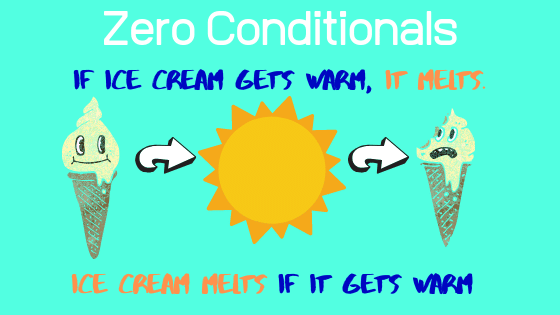 Zero Conditionals
IF ICE CREAM GETS WARM, IT MELTS.
ICE CREAM MELTS IF IT GETS WARM